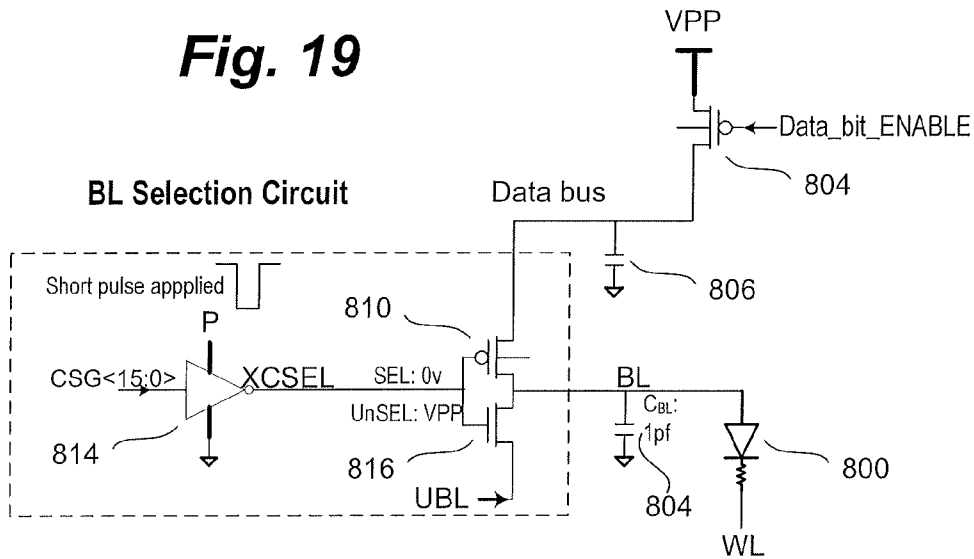 Fig. 19
VPP
Data_bit_ENABLE
804
BL Selection Circuit
Data bus
Short pulse appplied
810
806
P
CSG<15:0>
XCSEL
SEL: 0v
BL
UnSEL: VPP
CBL:
1pf
814
816
804
800
UBL
WL